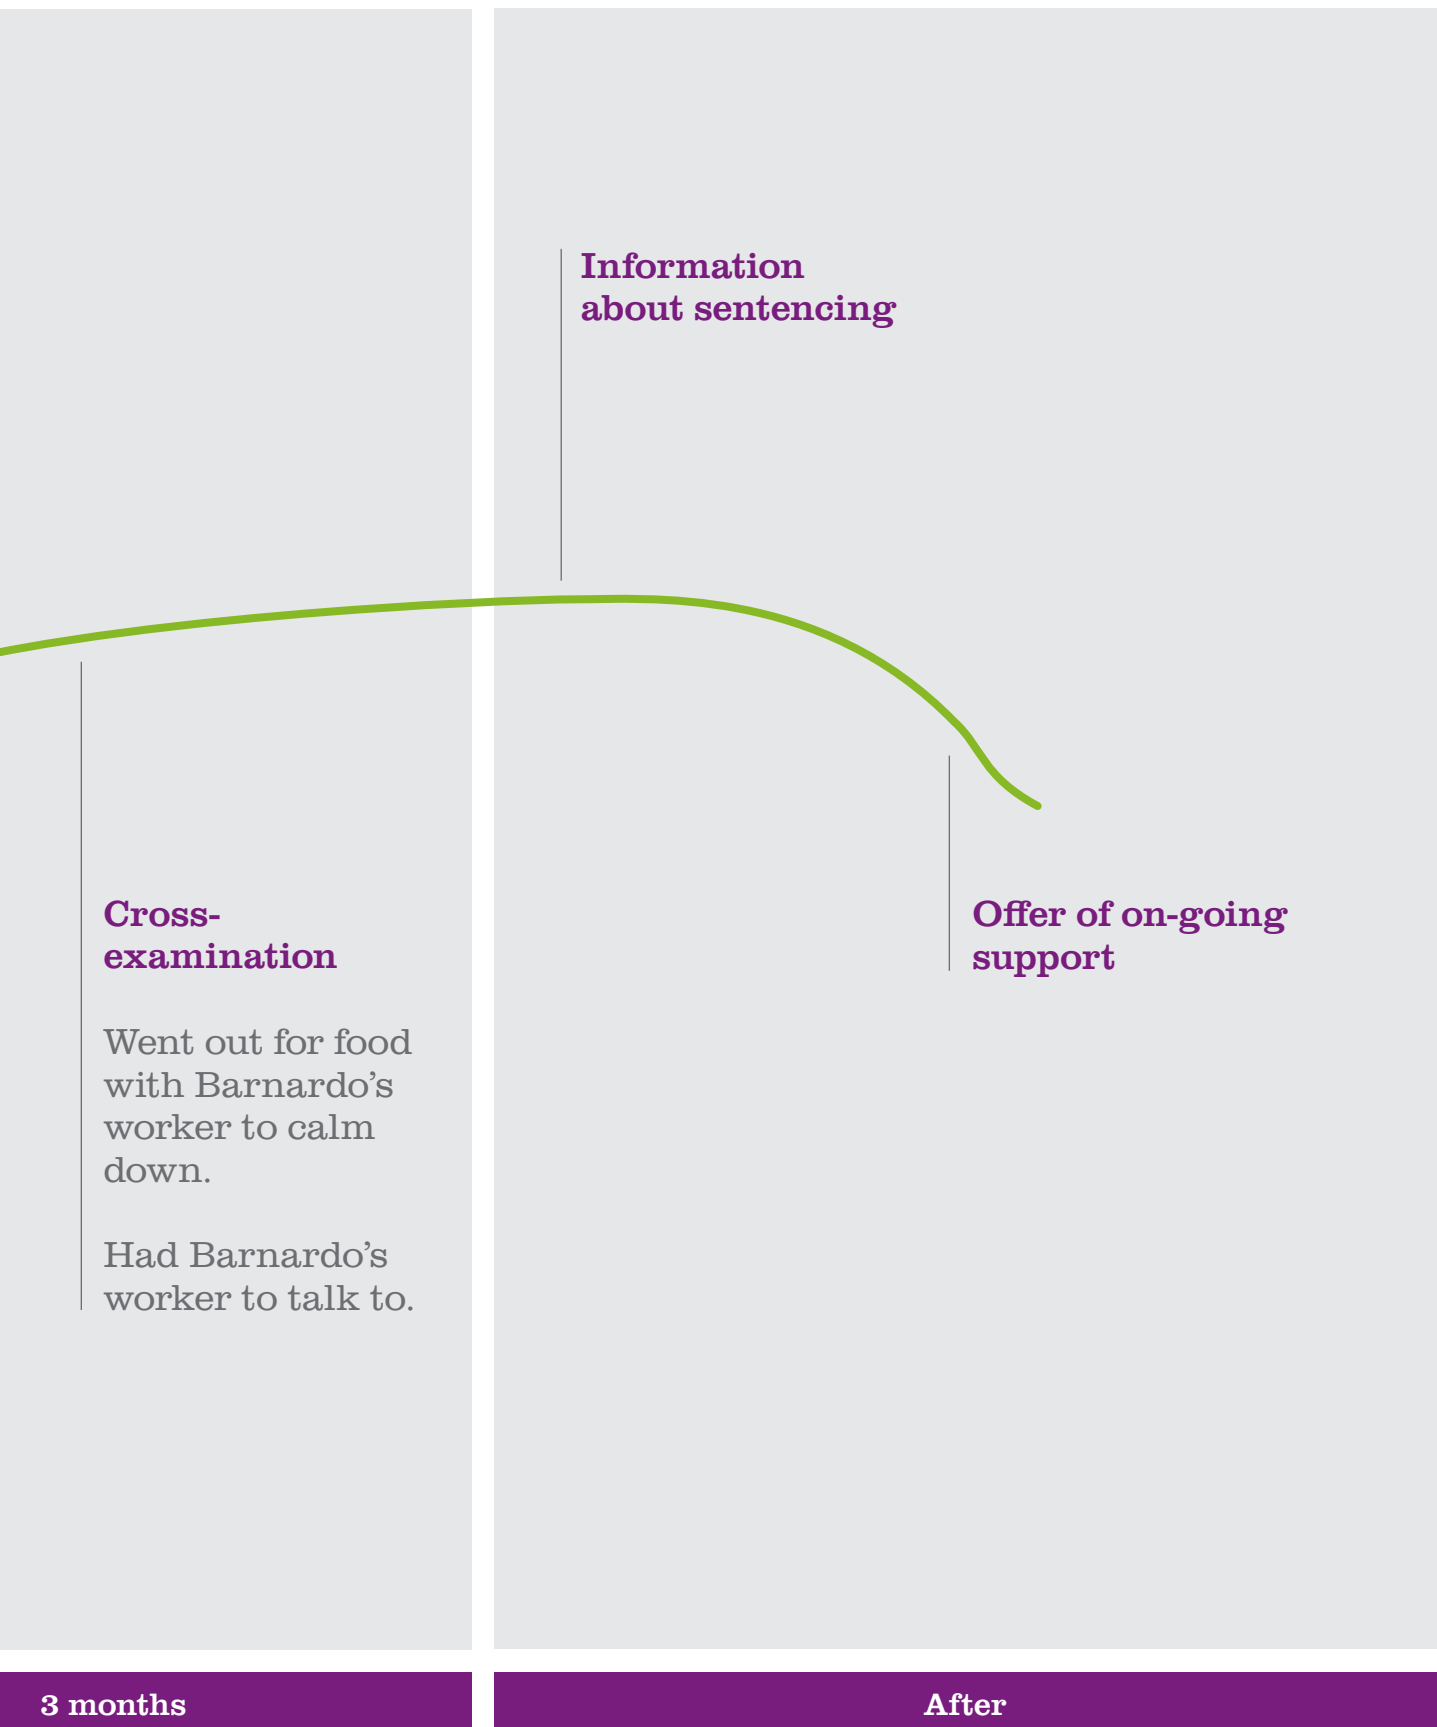 Information
about sentencing
Cross-
examination
Went out for food
with Barnardo’s
worker to calm
down.
Had Barnardo’s
worker to talk to.
Offer of on-going
support
3 months
After